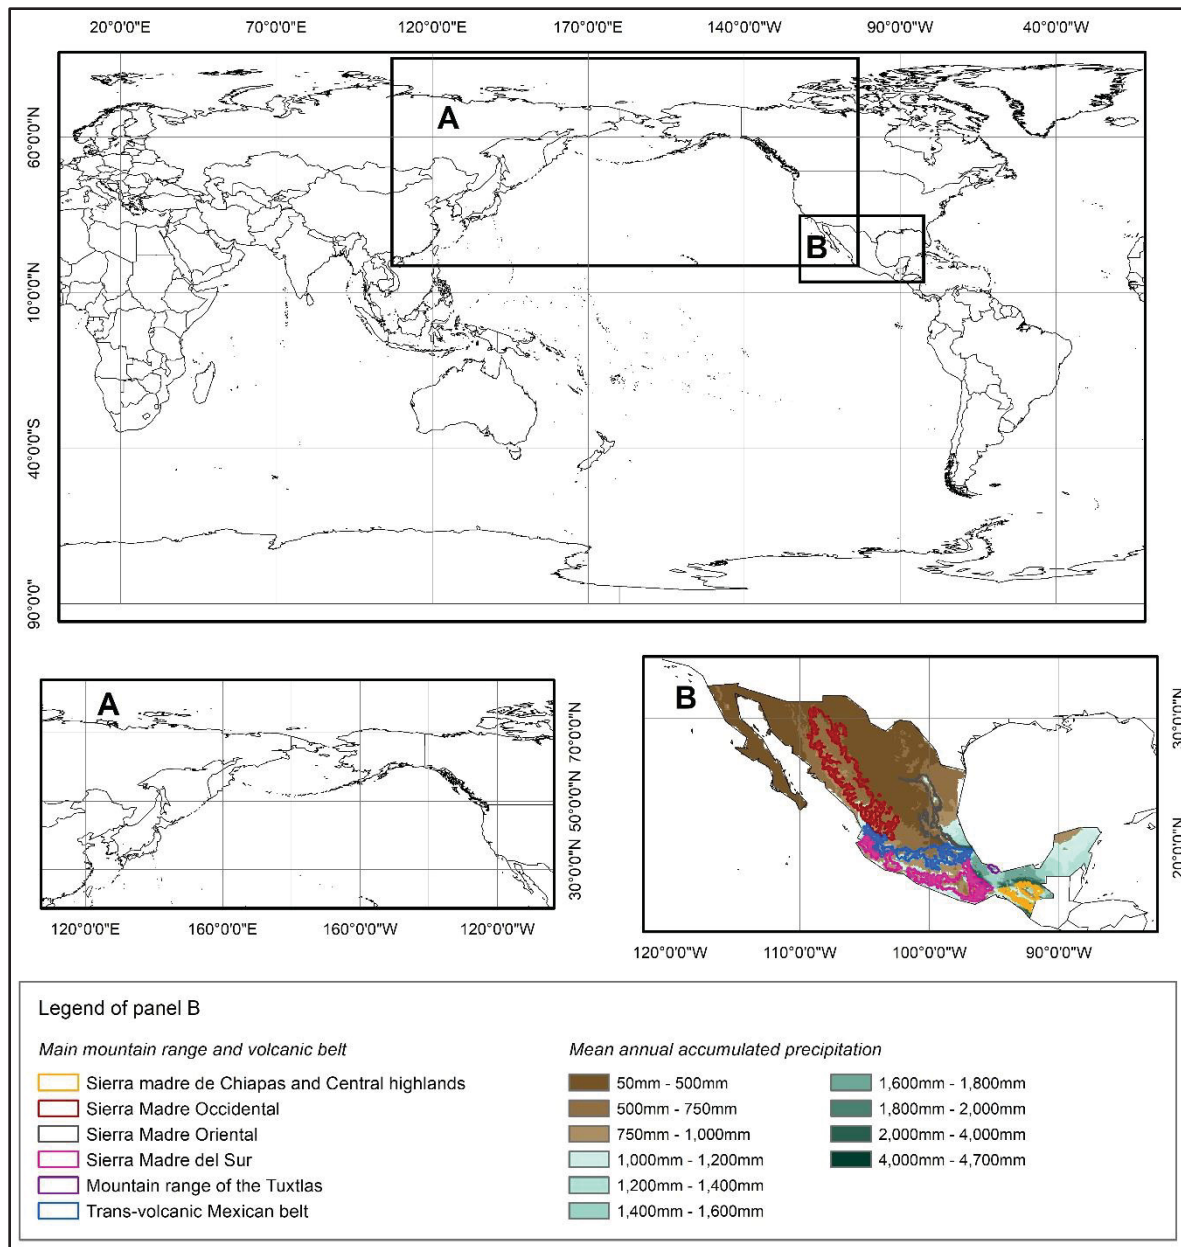 20°0'0"E 70°0'0"E 120°0'0"E 170°0'0"E 140°0'0"W 90°0'0"W 40°0'0"W
60°0'0"N
10°0'0"N
40°0'0"S
90°0'0"
A
B
A
70°0'0"N
50°0'0"N
30°0'0"N
120°0'0"E 160°0'0"E 160°0'0"W 120°0'0"W
B
30°0'0"N
20°0'0"N
120°0'0"W 110°0'0"W 100°0'0"W 90°0'0"W
Legend of panel B
Main mountain range and volcanic belt
Sierra madre de Chiapas and Central highlands
Sierra Madre Occidental
Sierra Madre Oriental
Sierra Madre del Sur
Mountain range of the Tuxtlas
Trans-volcanic Mexican belt
Mean annual accumulated precipitation
50mm - 500mm
500mm - 750mm
750mm - 1,000mm
1,000mm - 1,200mm
1,200mm - 1,400mm
1,400mm - 1,600mm
1,600mm - 1,800mm
1,800mm - 2,000mm
2,000mm - 4,000mm
4,000mm - 4,700mm